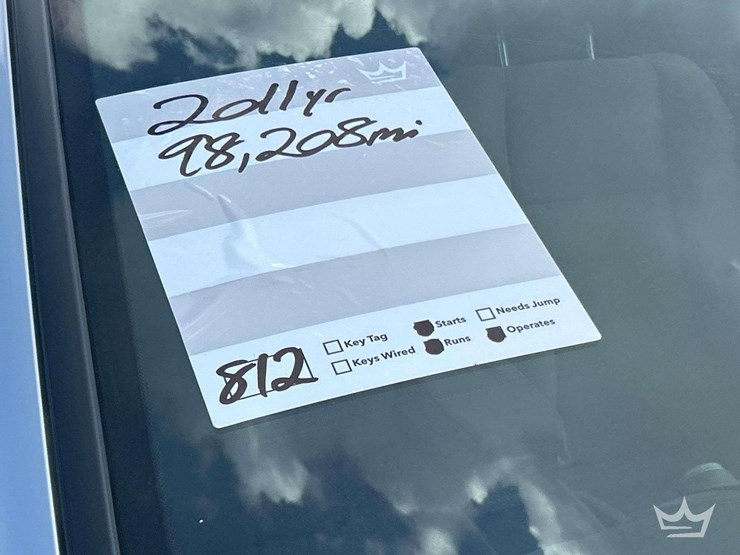 2011yr
98,208mi
Key Tag Starts Needs Jump
812 Keys Wired Runs Operates